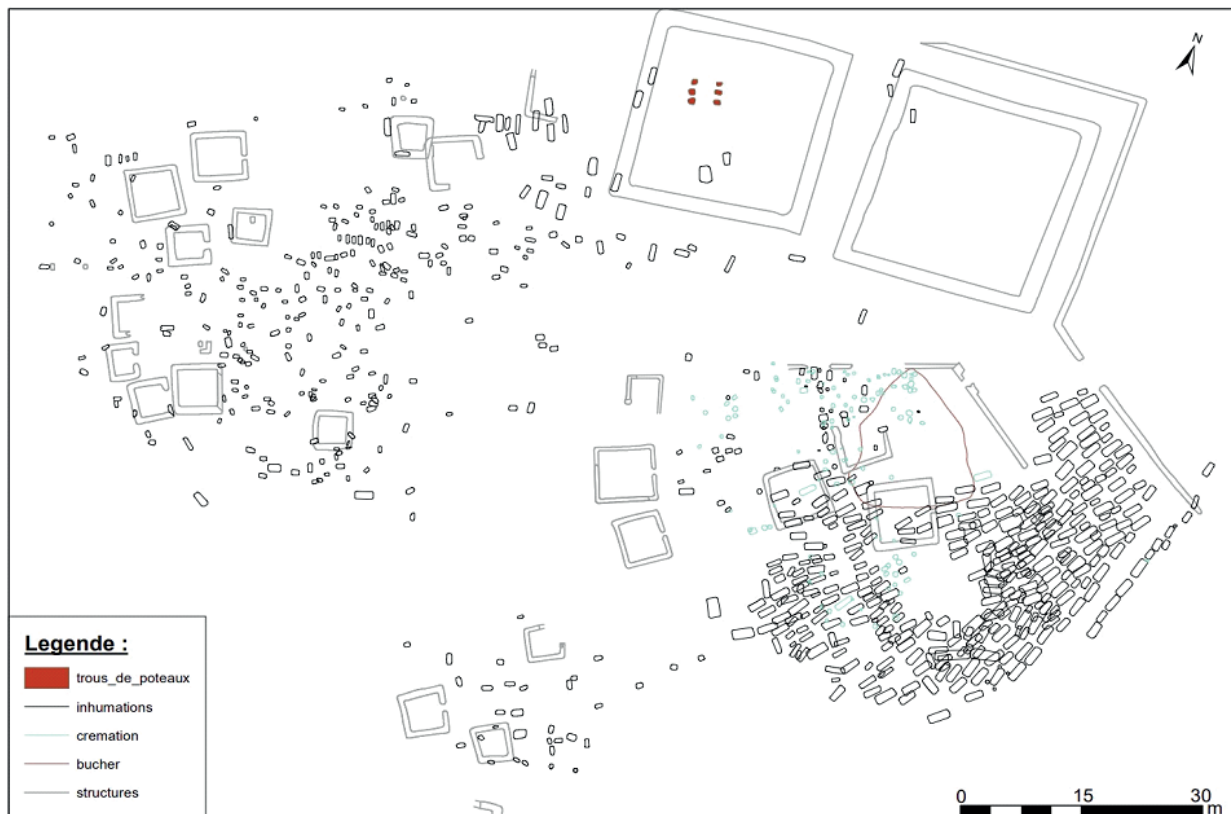 N
Legende :
trous_de_poteaux
inhumations
cremation
bucher
structures
0 15 30
m